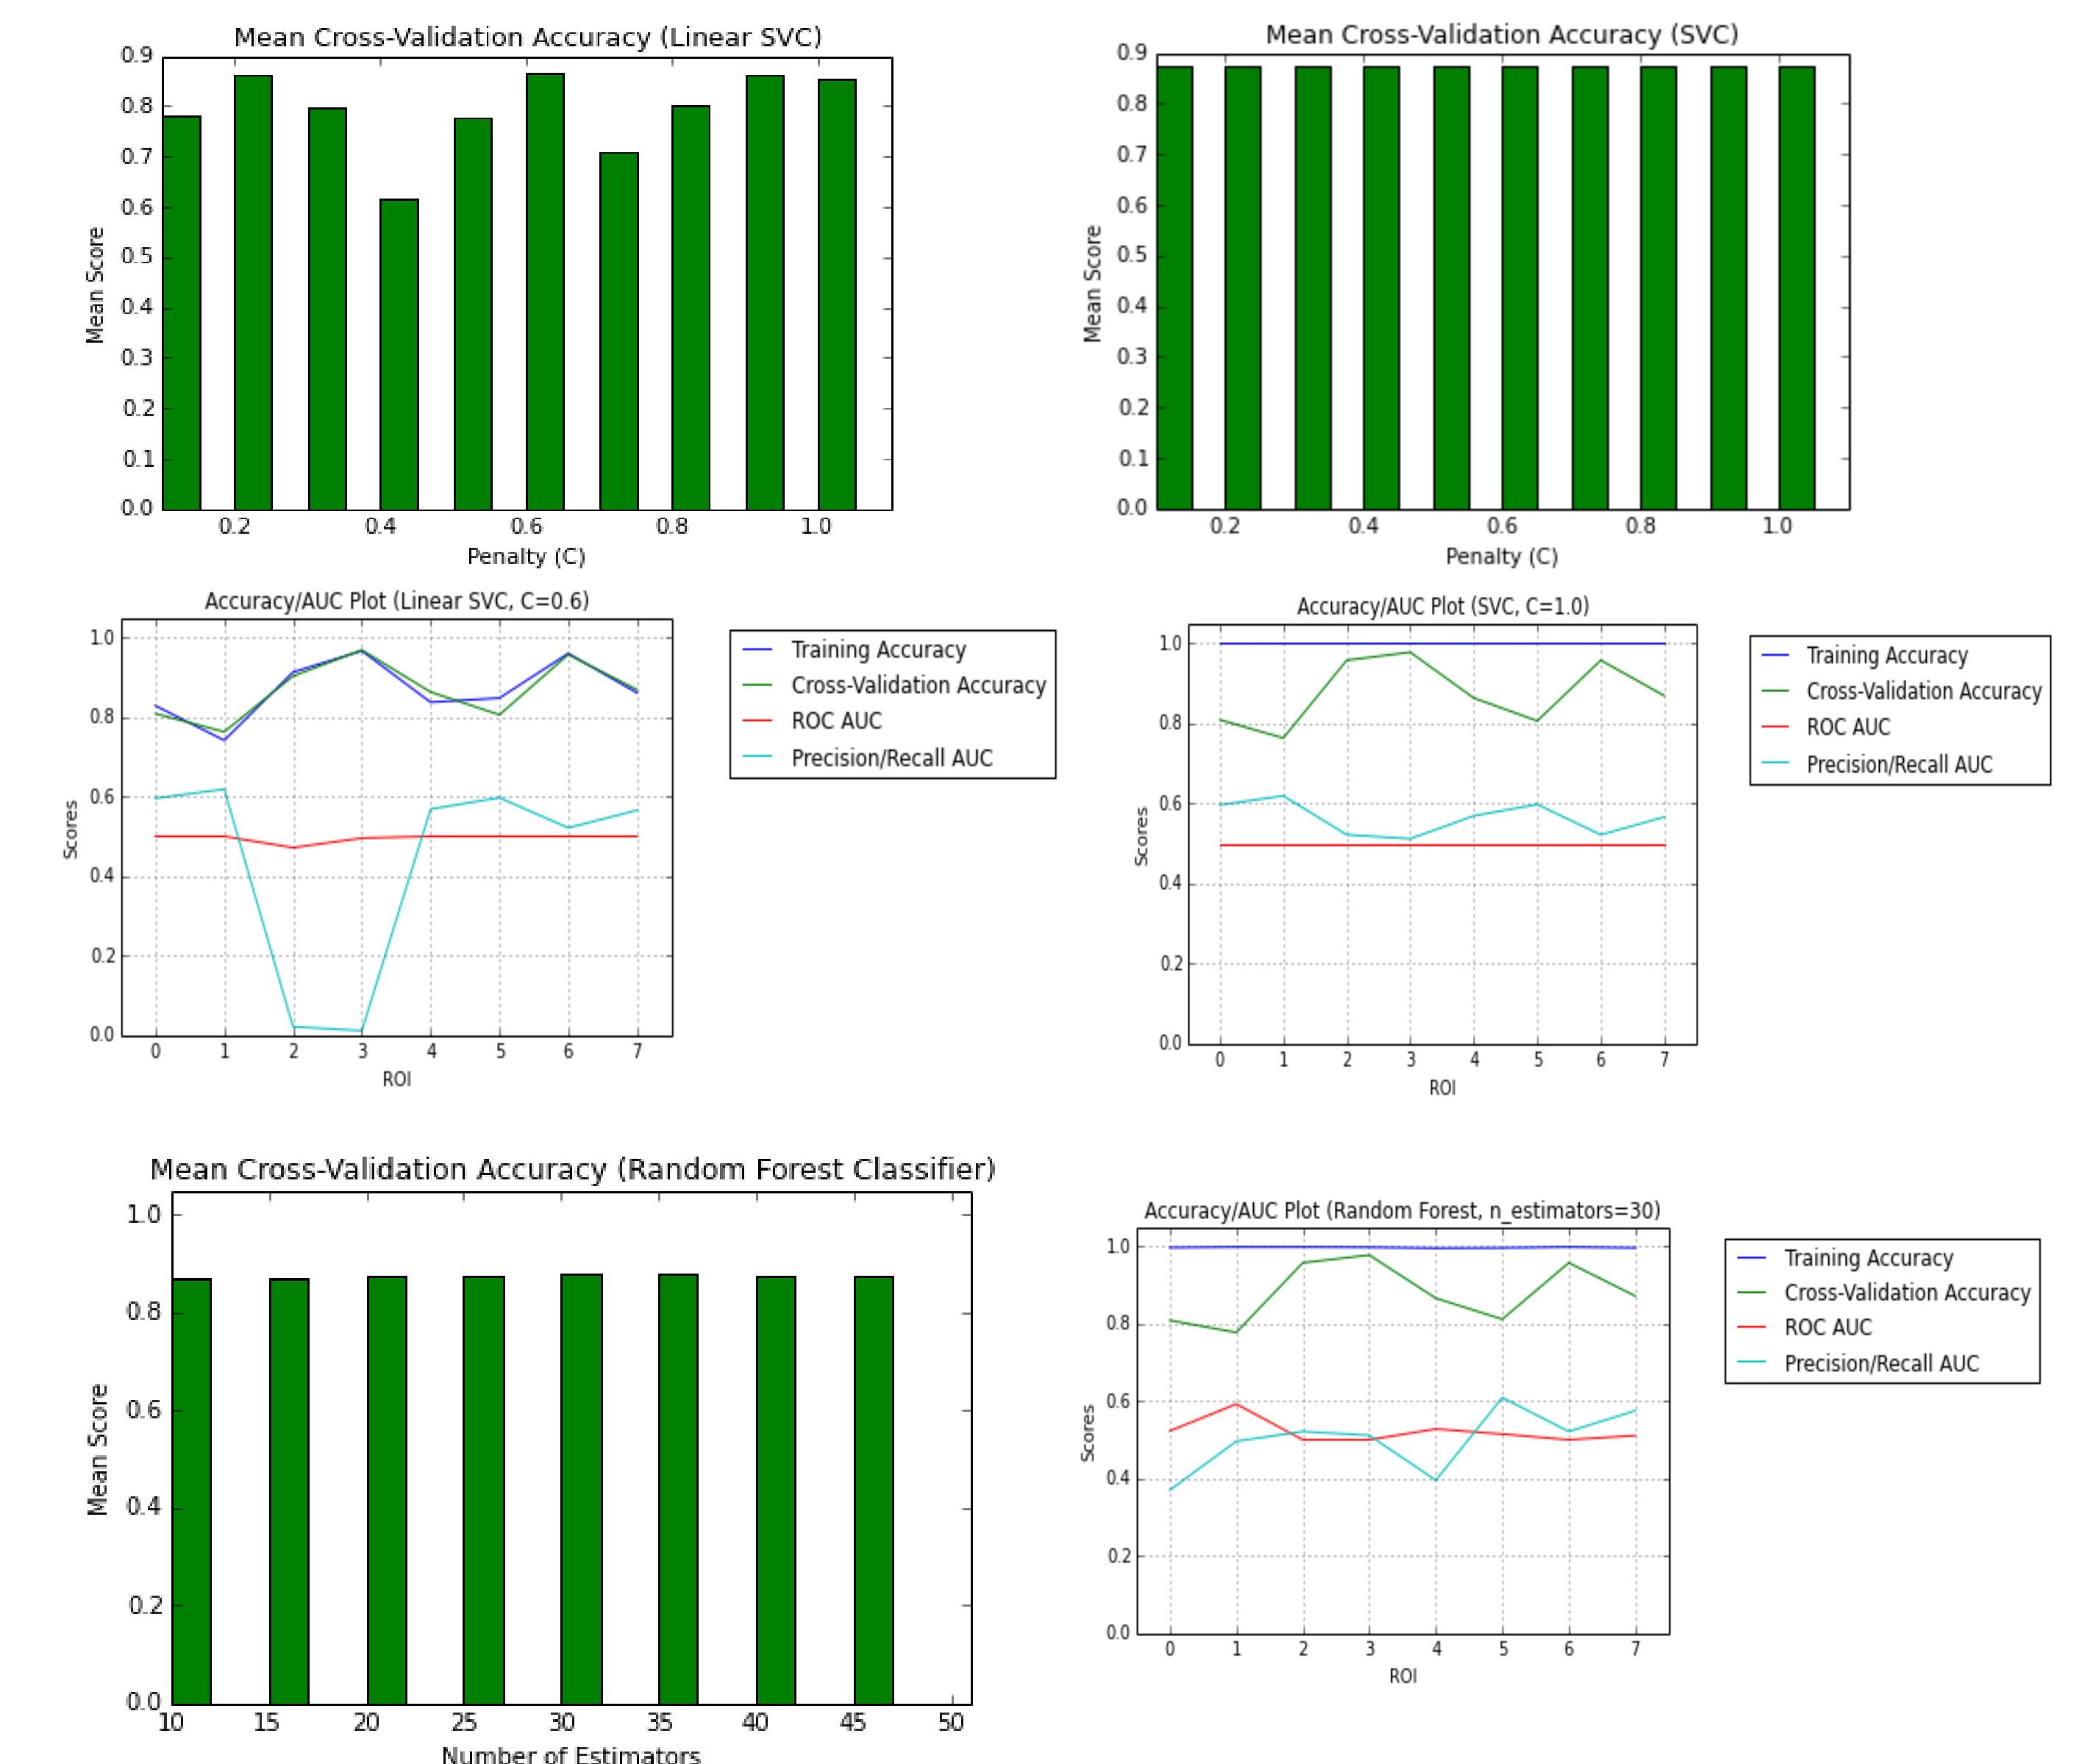 Mean Cross-Validation Accuracy (Linear SVC)
0.9
0.8
0.7
0.6
0.5
0.4
0.3
0.2
0.1
0.0
Mean Score
0.2 0.4 0.6 0.8 1.0
Penalty (C)
Mean Cross-Validation Accuracy (SVC)
0.9
0.8
0.7
0.6
0.5
0.4
0.3
0.2
0.1
0.0
Mean Score
0.2 0.4 0.6 0.8 1.0
Penalty (C)
Accuracy/AUC Plot (Linear SVC, C=0.6)
1.0
0.8
0.6
0.4
0.2
0.0
Scores
0 1 2 3 4 5 6 7
ROI
Training Accuracy
Cross-Validation Accuracy
ROC AUC
Precision/Recall AUC
Accuracy/AUC Plot (SVC, C=1.0)
1.0
0.8
0.6
0.4
0.2
0.0
Scores
0 1 2 3 4 5 6 7
ROI
Training Accuracy
Cross-Validation Accuracy
ROC AUC
Precision/Recall AUC
Mean Cross-Validation Accuracy (Random Forest Classifier)
1.0
0.8
0.6
0.4
0.2
0.0
Mean Score
10 15 20 25 30 35 40 45 50
Number of Estimators
Accuracy/AUC Plot (Random Forest, n_estimators=30)
1.0
0.8
0.6
0.4
0.2
0.0
Scores
0 1 2 3 4 5 6 7
ROI
Training Accuracy
Cross-Validation Accuracy
ROC AUC
Precision/Recall AUC